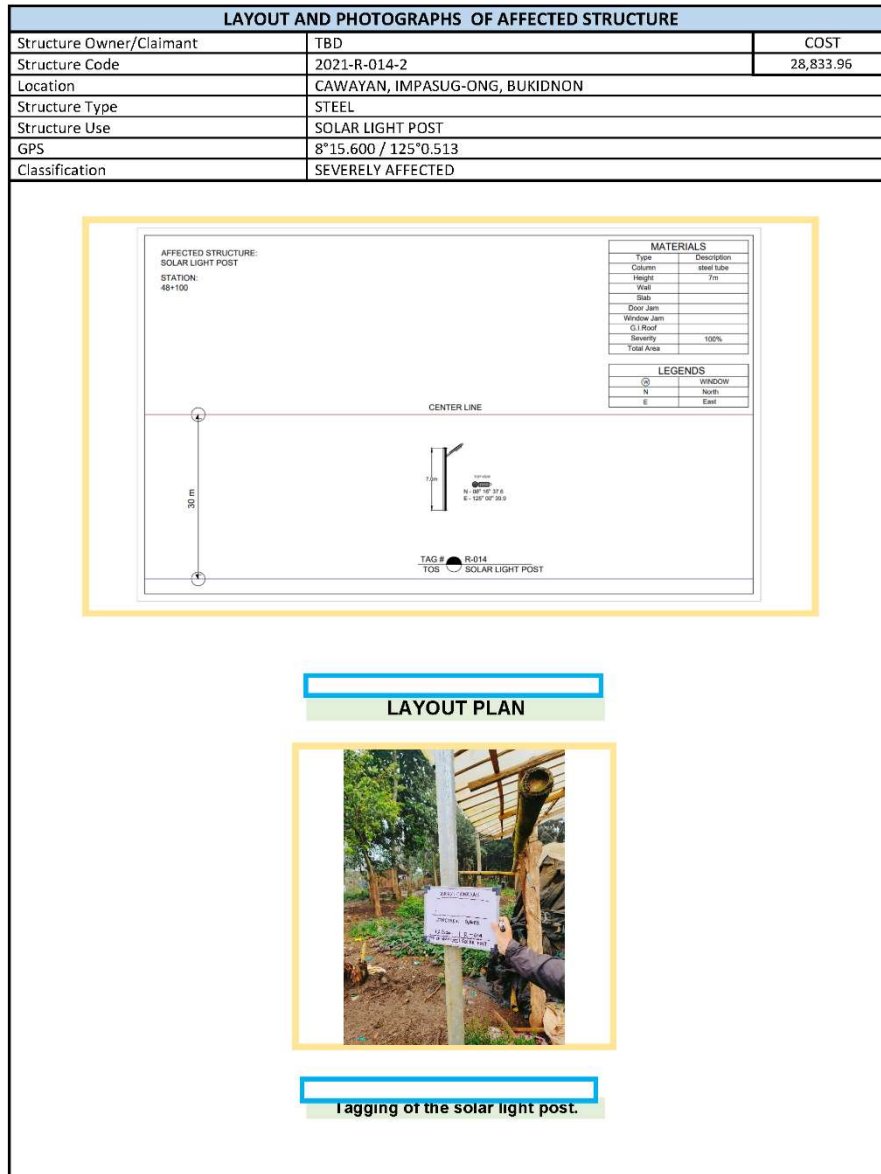 LAYOUT AND PHOTOGRAPHS OF AFFECTED STRUCTURE
Structure Owner/Claimant TBD COST
Structure Code 2021-R-014-2 28,833.96
Location CAWAYAN, IMPASUG-ONG, BUKIDNON
Structure Type STEEL
Structure Use SOLAR LIGHT POST
GPS 8°15.600 / 125°0.513
Classification SEVERELY AFFECTED
AFFECTED STRUCTURE:
SOLAR LIGHT POST
STATION:
48+100
MATERIALS
Type Description
Column steel tube
Height 7m
Wall
Slab
Door Jam
Window Jam
G.I.Roof
Severity 100%
Total Area
LEGENDS
W WINDOW
N North
E East
CENTER LINE
30 m
TOP VIEW
N - 08° 16' 37.6
E - 125° 00' 39.9
TAG # R-014
TOS SOLAR LIGHT POST
LAYOUT PLAN
Tagging of the solar light post.